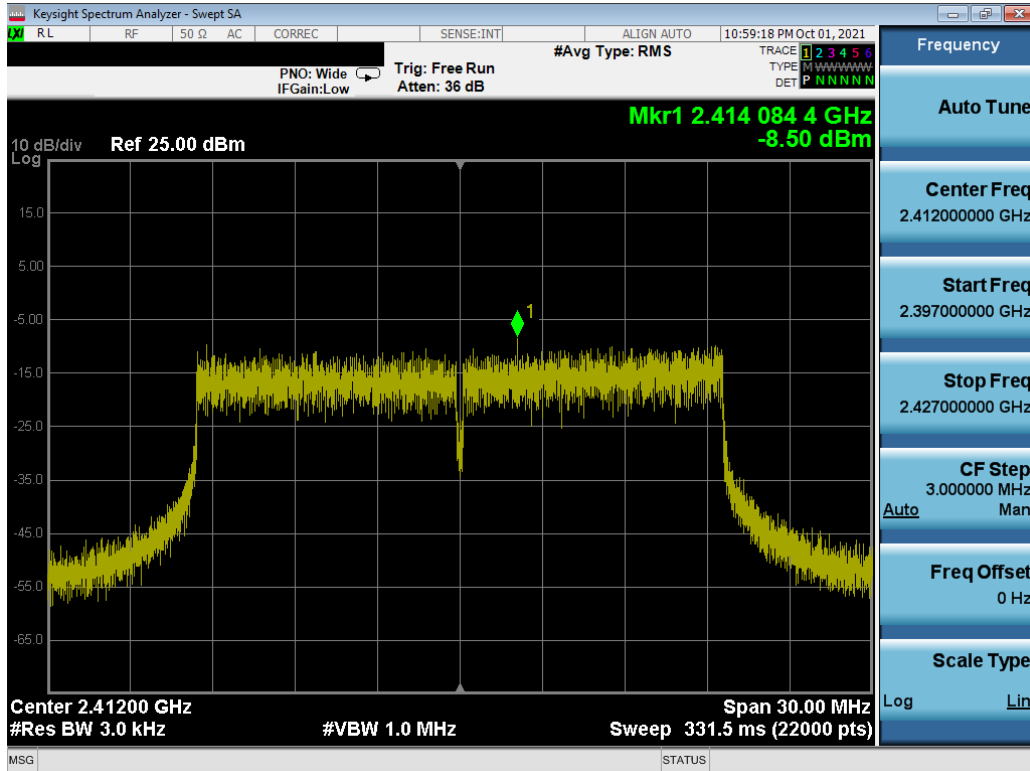 Keysight Spectrum Analyzer - Swept SA
LXI RL RF 50 Ω AC CORREC SENSE:INT ALIGN AUTO 10:59:18 PM Oct 01, 2021
#Avg Type: RMS TRACE 1 2 3 4 5 6
PNO: Wide Trig: Free Run TYPE M W W W W W
IFGain:Low Atten: 36 dB DET P N N N N N
Mkr1 2.414 084 4 GHz
-8.50 dBm
10 dB/div Ref 25.00 dBm
Log
15.0
5.00
1
-5.00
-15.0
-25.0
-35.0
-45.0
-55.0
-65.0
Center 2.41200 GHz Span 30.00 MHz
#Res BW 3.0 kHz #VBW 1.0 MHz Sweep 331.5 ms (22000 pts)
MSG STATUS
Frequency
Auto Tune
Center Freq
2.412000000 GHz
Start Freq
2.397000000 GHz
Stop Freq
2.427000000 GHz
CF Step
3.000000 MHz
Auto Man
Freq Offset
0 Hz
Scale Type
Log Lin